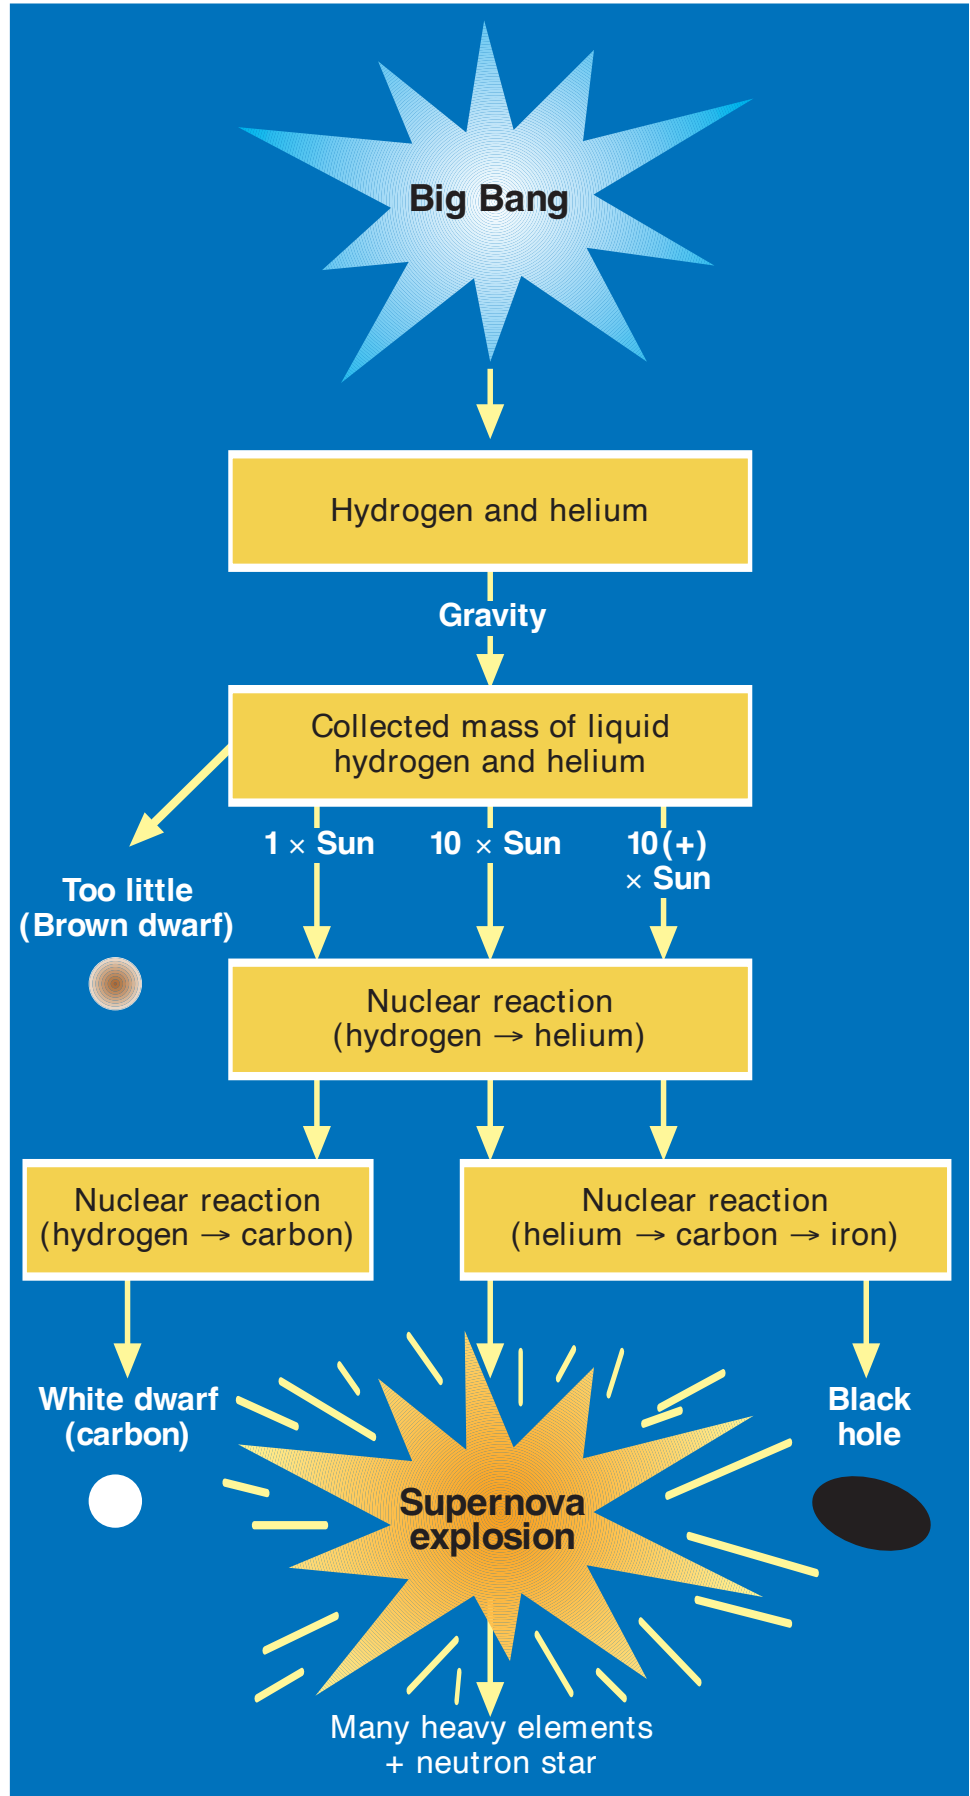 Big Bang
Hydrogen and helium
Gravity
Collected mass of liquid
hydrogen and helium
1 × Sun
10 × Sun
10(+)
× Sun
Too little
(Brown dwarf)
Nuclear reaction
(hydrogen → helium)
Nuclear reaction
(hydrogen → carbon)
Nuclear reaction
(helium → carbon → iron)
White dwarf
(carbon)
Black
hole
Supernova
explosion
Many heavy elements
+ neutron star